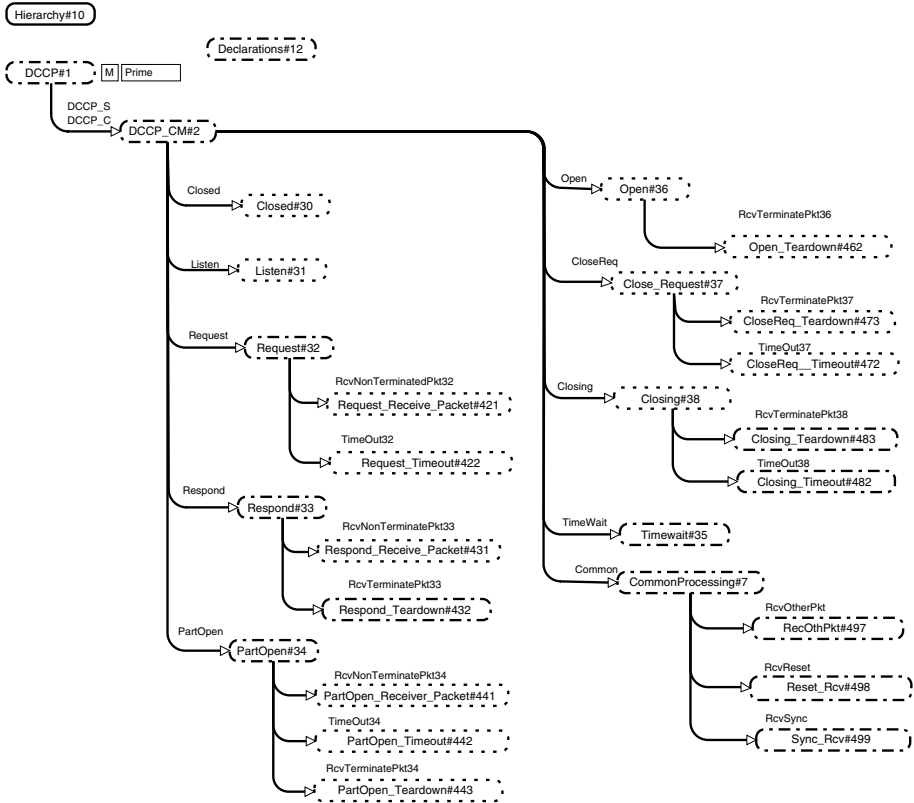 Hierarchy#10
Declarations#12
DCCP#1
M
Prime
DCCP_S
DCCP_C
DCCP_CM#2
Closed
Closed#30
Listen
Listen#31
Request
Request#32
RcvNonTerminatedPkt32
Request_Receive_Packet#421
TimeOut32
Request_Timeout#422
Respond
Respond#33
RcvNonTerminatePkt33
Respond_Receive_Packet#431
RcvTerminatePkt33
Respond_Teardown#432
PartOpen
PartOpen#34
RcvNonTerminatePkt34
PartOpen_Receiver_Packet#441
TimeOut34
PartOpen_Timeout#442
RcvTerminatePkt34
PartOpen_Teardown#443
Open
Open#36
RcvTerminatePkt36
Open_Teardown#462
CloseReq
Close_Request#37
RcvTerminatePkt37
CloseReq_Teardown#473
TimeOut37
CloseReq__Timeout#472
Closing
Closing#38
RcvTerminatePkt38
Closing_Teardown#483
TimeOut38
Closing_Timeout#482
TimeWait
Timewait#35
Common
CommonProcessing#7
RcvOtherPkt
RecOthPkt#497
RcvReset
Reset_Rcv#498
RcvSync
Sync_Rcv#499